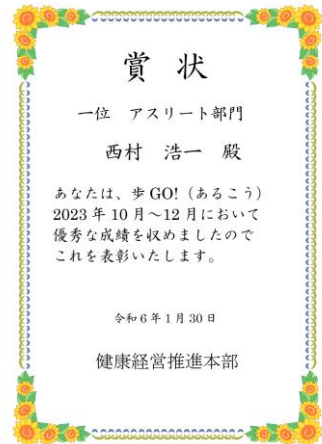 賞 状
一位 アスリート部門
西村 浩一 殿
あなたは、歩GO!(あるこう)
2023年10月~12月において
優秀な成績を収めましたので
これを表彰いたします。
令和6年1月30日
健康経営推進本部